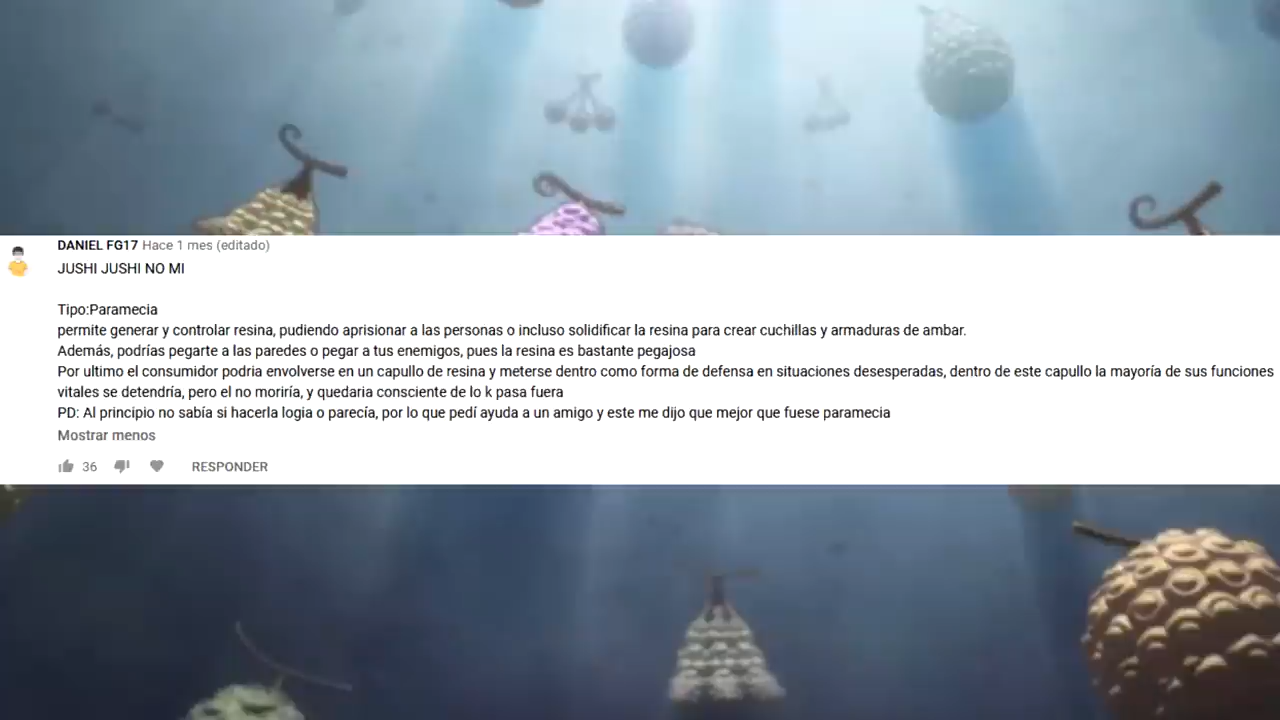 DANIEL FG17 Hace 1 mes (editado)
JUSHI JUSHI NO MI
Tipo:Paramecia
permite generar y controlar resina, pudiendo aprisionar a las personas o incluso solidificar la resina para crear cuchillas y armaduras de ambar.
Además, podrías pegarte a las paredes o pegar a tus enemigos, pues la resina es bastante pegajosa
Por ultimo el consumidor podria envolverse en un capullo de resina y meterse dentro como forma de defensa en situaciones desesperadas, dentro de este capullo la mayoría de sus funciones
vitales se detendría, pero el no moriría, y quedaria consciente de lo k pasa fuera
PD: Al principio no sabía si hacerla logia o parecía, por lo que pedí ayuda a un amigo y este me dijo que mejor que fuese paramecia
Mostrar menos
36 RESPONDER